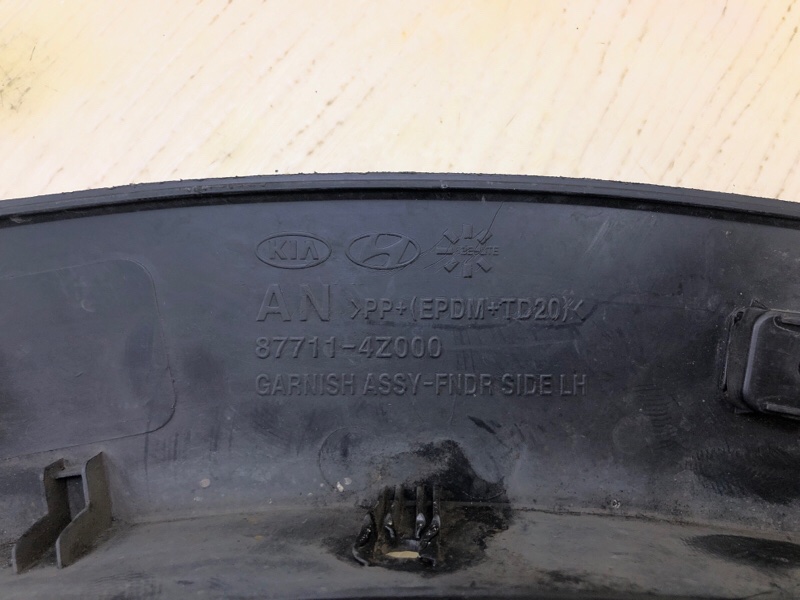 KIA
AN >PP+(EPDM+TD20)<
87711-4Z000
GARNISH ASSY-FNDR SIDE LH